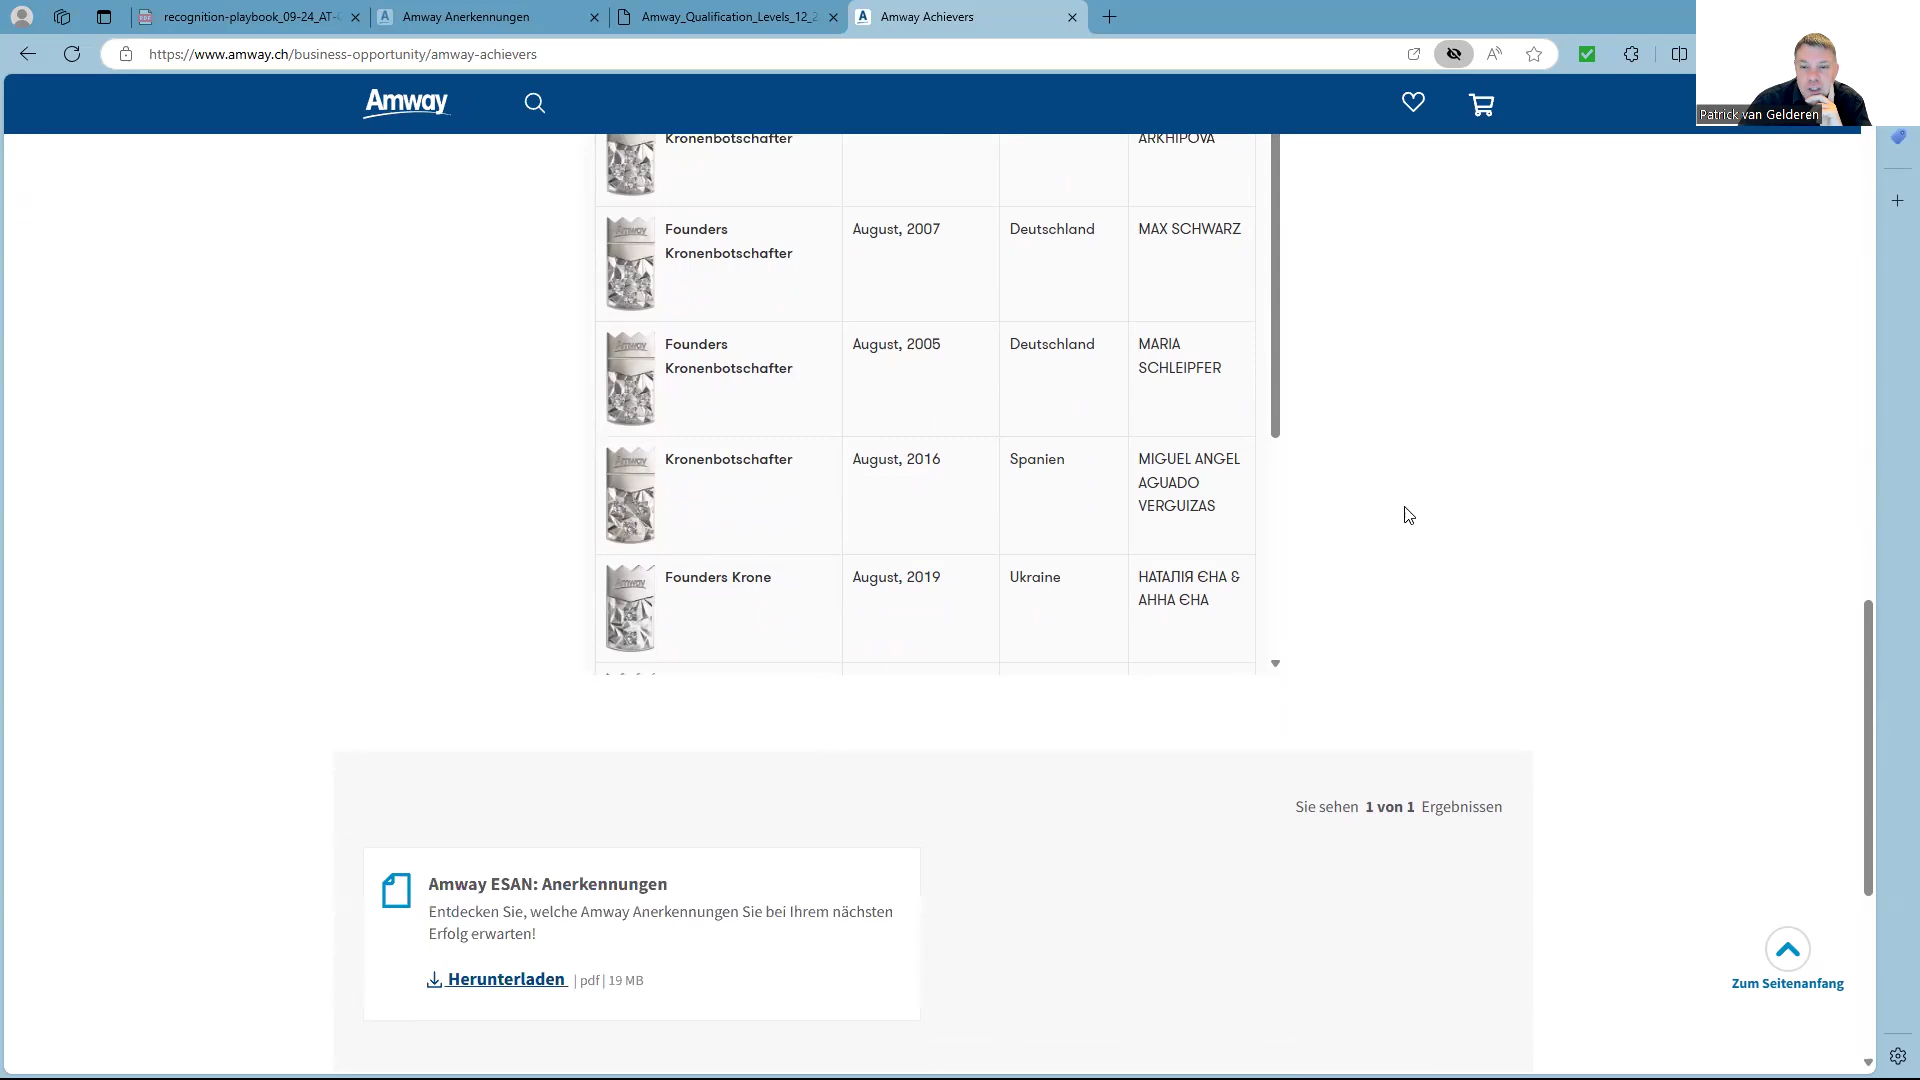 recognition-playbook_09-24_AT-
Amway Anerkennungen
Amway_Qualification_Levels_12_2
Amway Achievers
https://www.amway.ch/business-opportunity/amway-achievers
Patrick van Gelderen
Amway
Kronenbotschafter
ARKHIPOVA
Founders
Kronenbotschafter
August, 2007
Deutschland
MAX SCHWARZ
Founders
Kronenbotschafter
August, 2005
Deutschland
MARIA
SCHLEIPFER
Kronenbotschafter
August, 2016
Spanien
MIGUEL ANGEL
AGUADO
VERGUIZAS
Founders Krone
August, 2019
Ukraine
НАТАЛІЯ ЄНА &
АННА ЄНА
Sie sehen 1 von 1 Ergebnissen
Amway ESAN: Anerkennungen
Entdecken Sie, welche Amway Anerkennungen Sie bei Ihrem nächsten
Erfolg erwarten!
Herunterladen | pdf | 19 MB
Zum Seitenanfang